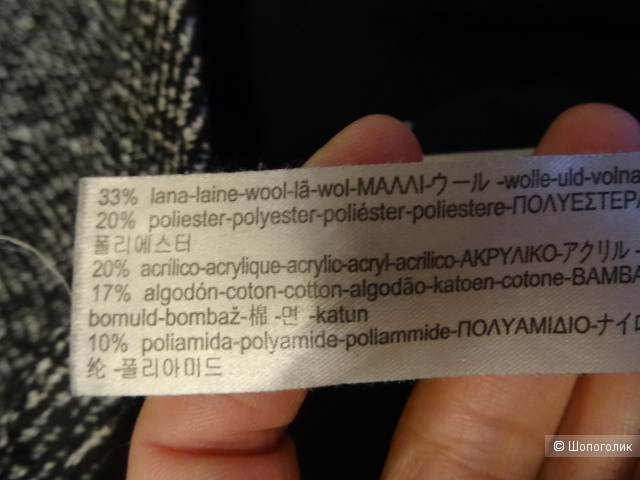 33% lana-laine-wool-lã-wol-ΜΑΛΛΙ-ウール -wolle-uld-volna
20% poliester-polyester-poliéster-poliestere-ΠΟΛΥΕΣΤΕΡΑ
폴리에스터
20% acrílico-acrylique-acrylic-acryl-acrílico-ΑΚΡΥΛΙΚΟ-アクリル -
17% algodón-coton-cotton-algodão-katoen-cotone-ΒΑΜΒΑ
bomuld-bombaž-棉 -면 -katun
10% poliamida-polyamide-poliammide-ΠΟΛΥΑΜΙΔΙΟ-ナイロ
纶 -폴리아미드
© Шопоголик